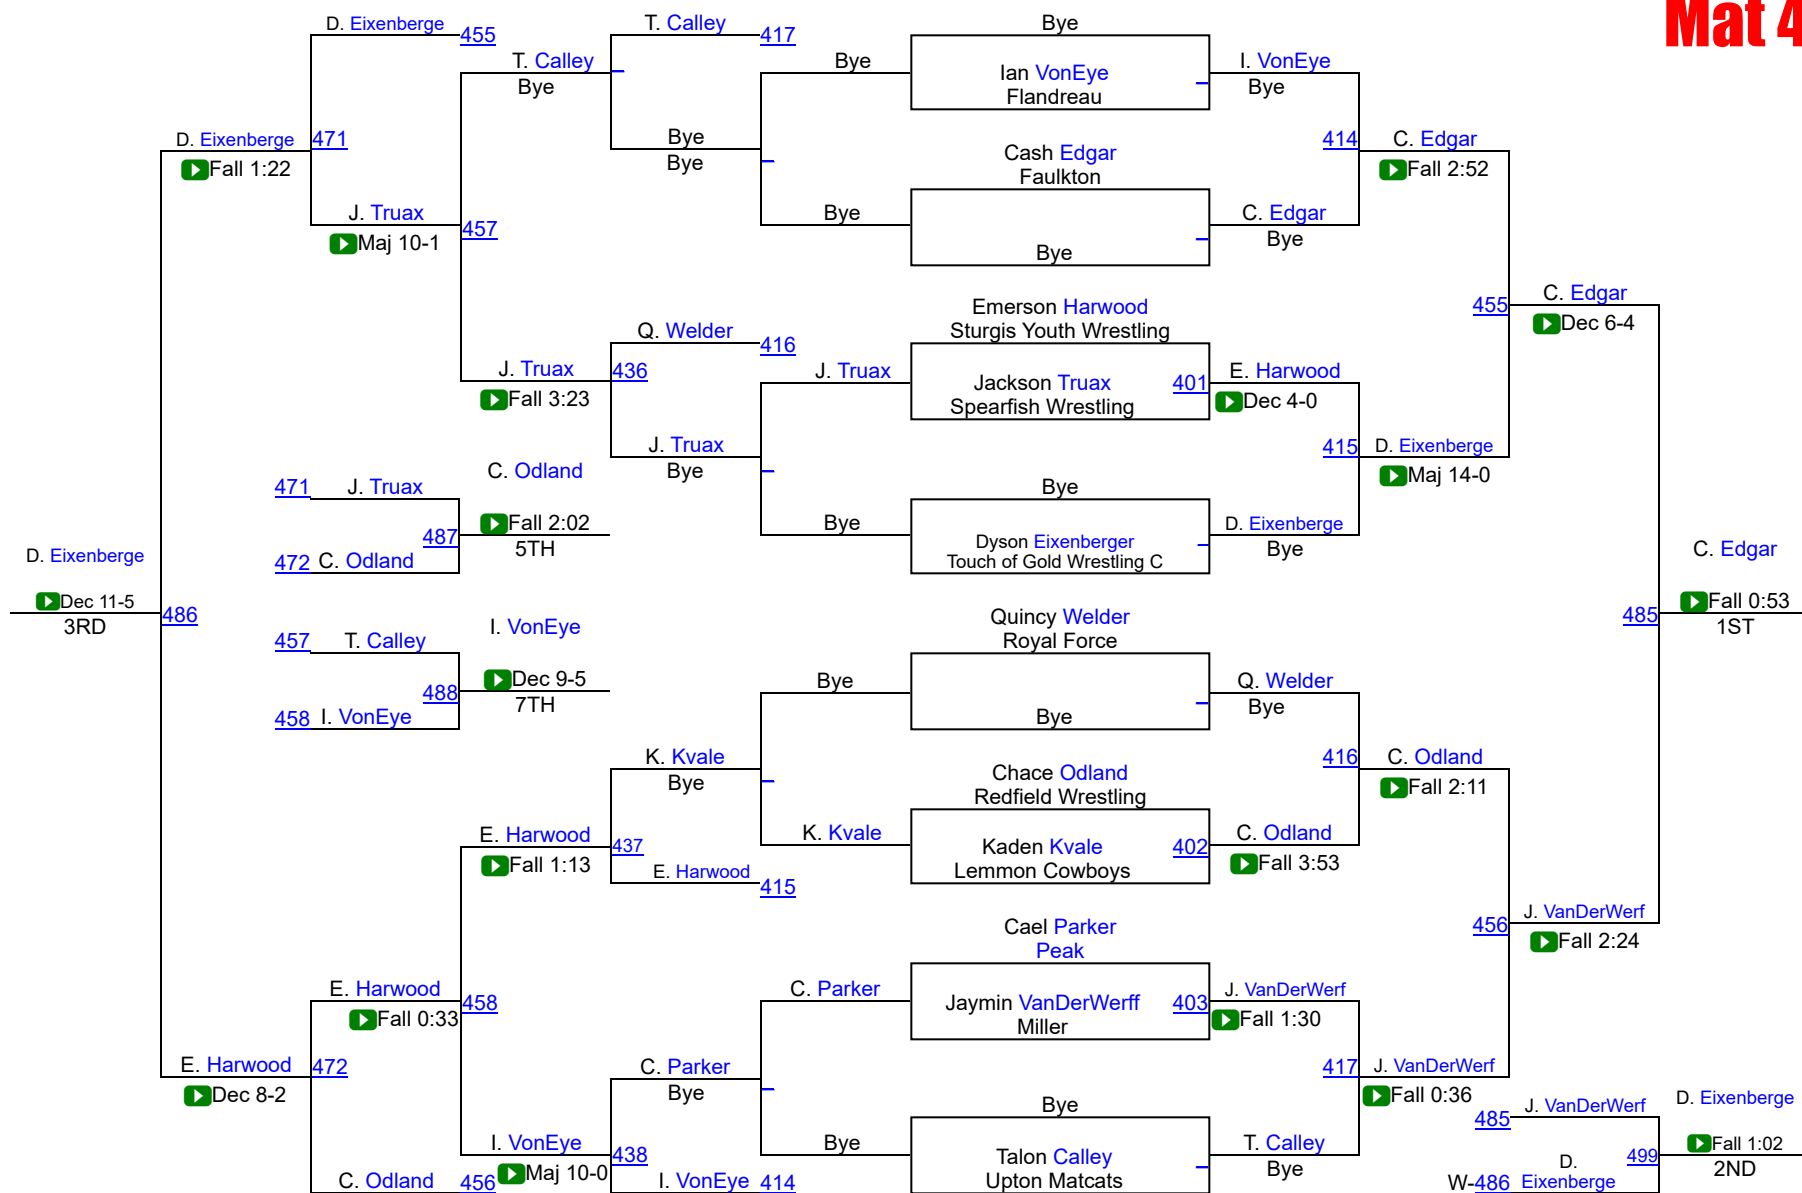 Mat 4
D. Eixenberge
455
T. Calley
417
Bye
T. Calley
Bye
Bye
Ian VonEye
Flandreau
I. VonEye
Bye
D. Eixenberge
471
Fall 1:22
Bye
Bye
Cash Edgar
Faulkton
414
C. Edgar
Fall 2:52
J. Truax
Maj 10-1
457
Bye
C. Edgar
Bye
Bye
Emerson Harwood
Sturgis Youth Wrestling
455
C. Edgar
Dec 6-4
Q. Welder
416
J. Truax
Fall 3:23
436
J. Truax
Jackson Truax
Spearfish Wrestling
401
E. Harwood
Dec 4-0
J. Truax
Bye
415
D. Eixenberge
Maj 14-0
C. Odland
471
J. Truax
Bye
487
Fall 2:02
5TH
Bye
Dyson Eixenberger
Touch of Gold Wrestling C
D. Eixenberge
Bye
472
C. Odland
D. Eixenberge
C. Edgar
Dec 11-5
3RD
486
485
Fall 0:53
1ST
Quincy Welder
Royal Force
I. VonEye
457
T. Calley
488
Dec 9-5
7TH
458
I. VonEye
Bye
Bye
Q. Welder
Bye
K. Kvale
Bye
Chace Odland
Redfield Wrestling
416
C. Odland
Fall 2:11
E. Harwood
Fall 1:13
437
K. Kvale
Kaden Kvale
Lemmon Cowboys
402
C. Odland
Fall 3:53
E. Harwood
415
Cael Parker
Peak
456
J. VanDerWerf
Fall 2:24
E. Harwood
Fall 0:33
458
C. Parker
Jaymin VanDerWerff
Miller
403
J. VanDerWerf
Fall 1:30
E. Harwood
Dec 8-2
472
C. Parker
Bye
417
J. VanDerWerf
Fall 0:36
Bye
D. Eixenberge
485
J. VanDerWerf
I. VonEye
Maj 10-0
438
Bye
Talon Calley
Upton Matcats
T. Calley
Bye
499
Fall 1:02
2ND
C. Odland
456
I. VonEye
414
W-486
D.
Eixenberge